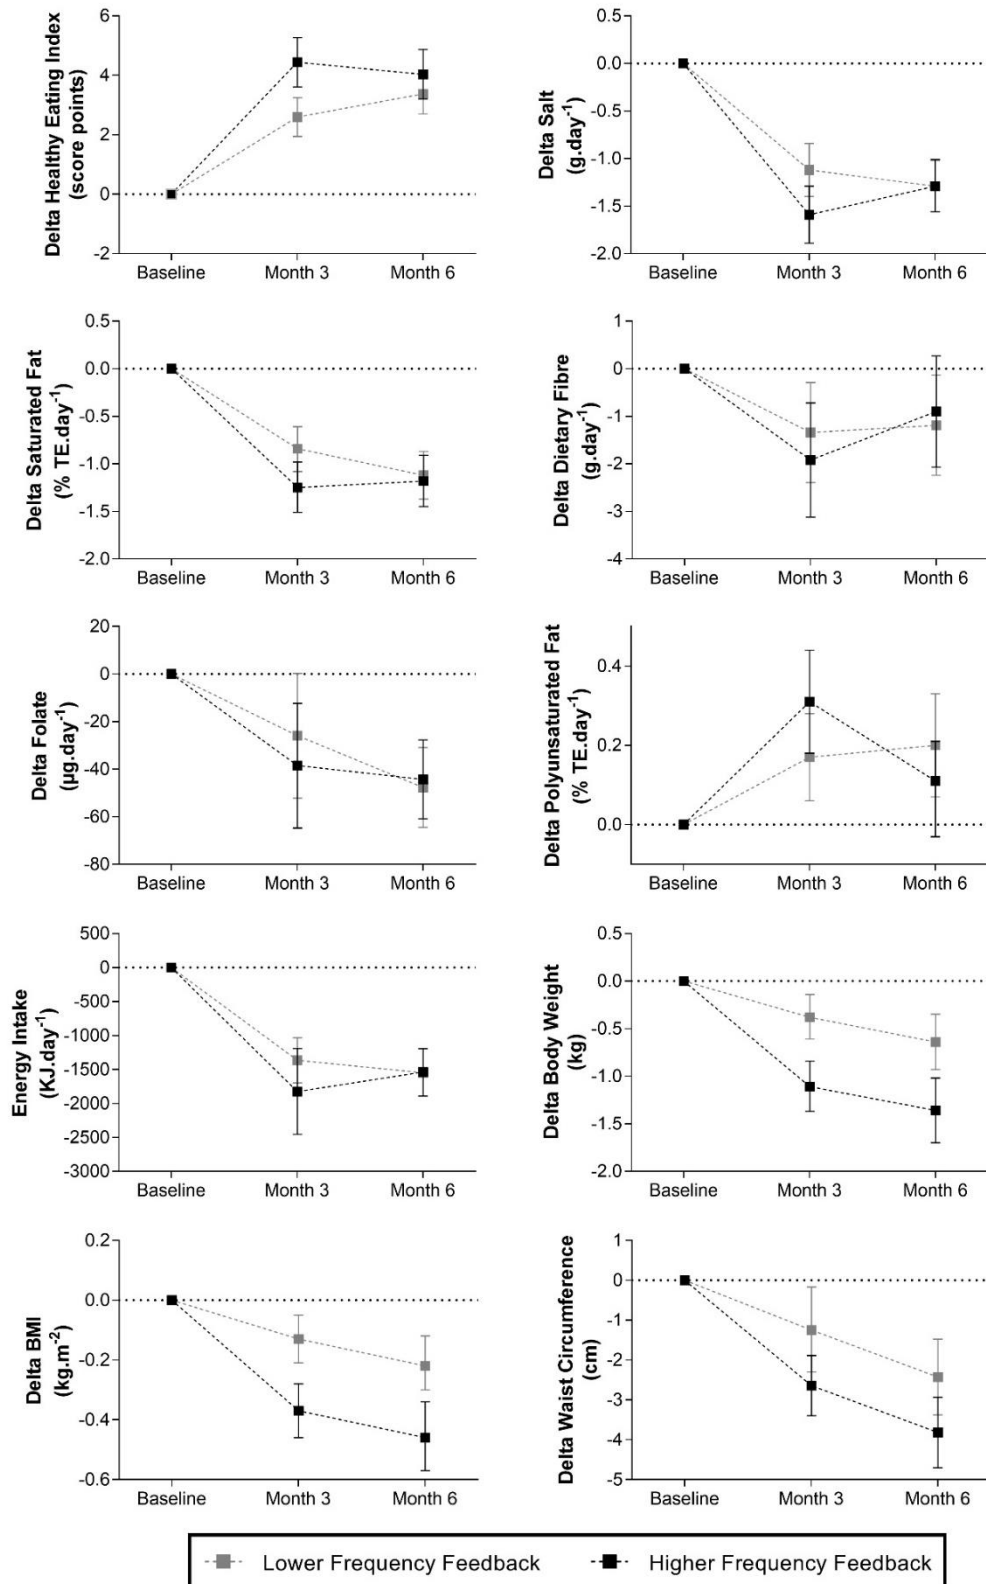 Delta Healthy Eating Index
(score points)
6
4
2
0
-2
Baseline
Month 3
Month 6
Delta Salt
(g.day⁻¹)
0.0
-0.5
-1.0
-1.5
-2.0
Baseline
Month 3
Month 6
Delta Saturated Fat
(% TE.day⁻¹)
0.5
0.0
-0.5
-1.0
-1.5
-2.0
Baseline
Month 3
Month 6
Delta Dietary Fibre
(g.day⁻¹)
1
0
-1
-2
-3
-4
Baseline
Month 3
Month 6
Delta Folate
(µg.day⁻¹)
20
0
-20
-40
-60
-80
Baseline
Month 3
Month 6
Delta Polyunsaturated Fat
(% TE.day⁻¹)
0.4
0.2
0.0
Baseline
Month 3
Month 6
Energy Intake
(KJ.day⁻¹)
500
0
-500
-1000
-1500
-2000
-2500
-3000
Baseline
Month 3
Month 6
Delta Body Weight
(kg)
0.5
0.0
-0.5
-1.0
-1.5
-2.0
Baseline
Month 3
Month 6
Delta BMI
(kg.m⁻²)
0.2
0.0
-0.2
-0.4
-0.6
Baseline
Month 3
Month 6
Delta Waist Circumference
(cm)
1
0
-1
-2
-3
-4
-5
Baseline
Month 3
Month 6
Lower Frequency Feedback
Higher Frequency Feedback